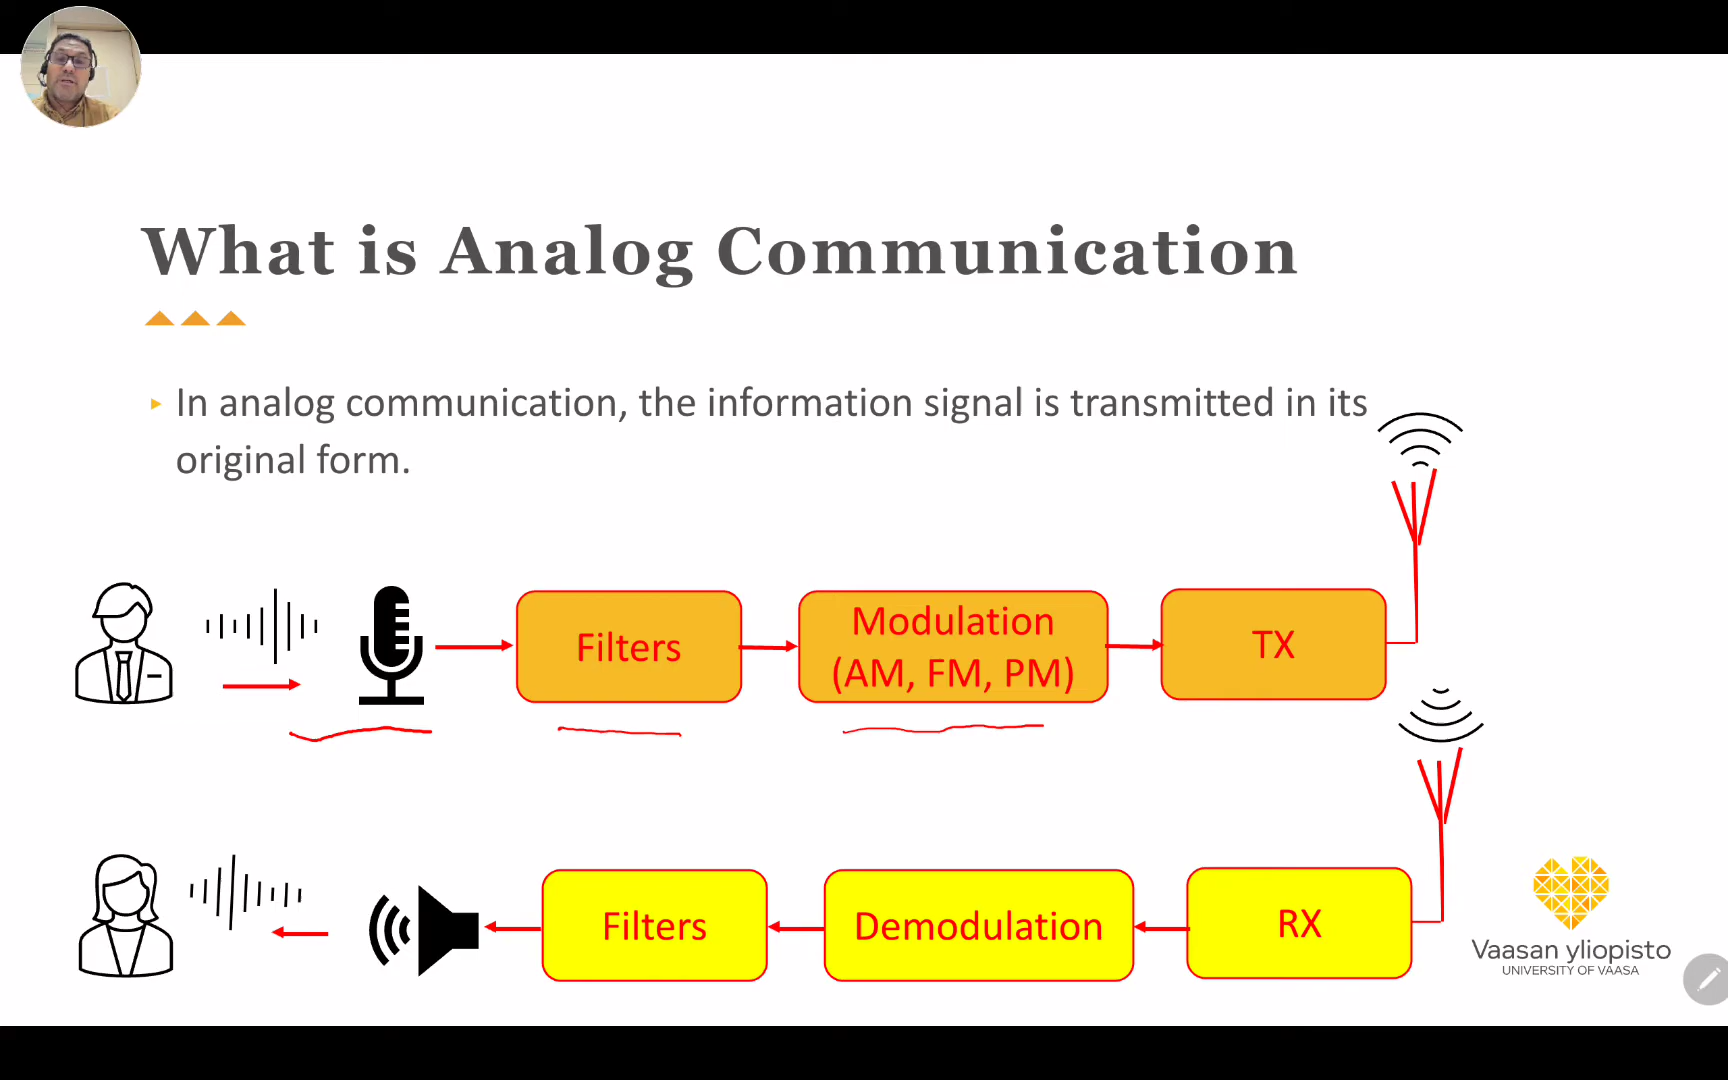 What is Analog Communication
In analog communication, the information signal is transmitted in its
original form.
Filters
Modulation
(AM, FM, PM)
TX
Filters
Demodulation
RX
Vaasan yliopisto
UNIVERSITY OF VAASA